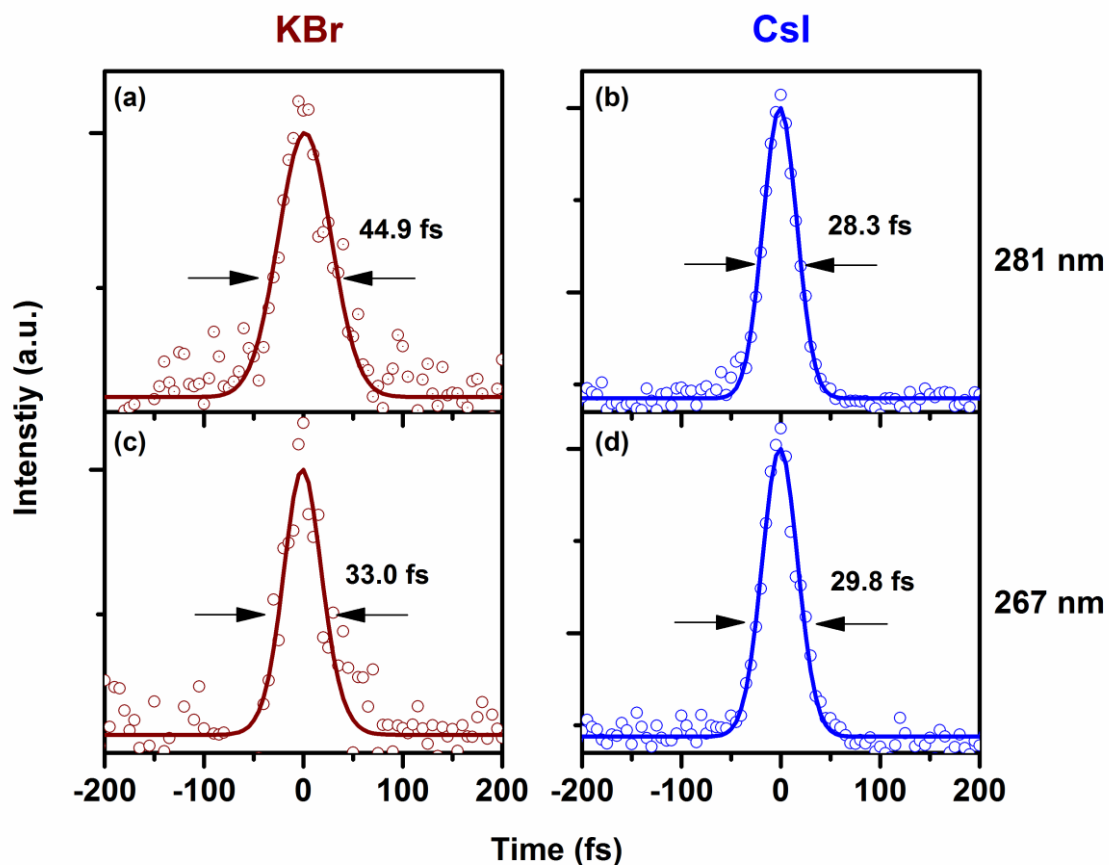 KBr
CsI
(a)
(b)
44.9 fs
28.3 fs
281 nm
(c)
(d)
33.0 fs
29.8 fs
267 nm
Intenstiy (a.u.)
-200 -100 0 100 200
-200 -100 0 100 200
Time (fs)